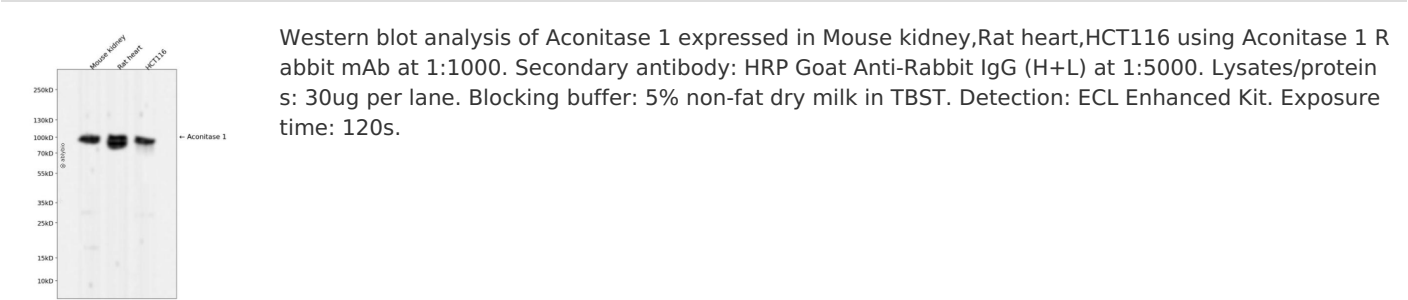 Mouse kidney
Rat heart
HCT116
250kD
130kD
100kD
70kD
55kD
35kD
25kD
15kD
10kD
@ ablybio
← Aconitase 1
Western blot analysis of Aconitase 1 expressed in Mouse kidney,Rat heart,HCT116 using Aconitase 1 R
abbit mAb at 1:1000. Secondary antibody: HRP Goat Anti-Rabbit IgG (H+L) at 1:5000. Lysates/protein
s: 30ug per lane. Blocking buffer: 5% non-fat dry milk in TBST. Detection: ECL Enhanced Kit. Exposure
time: 120s.